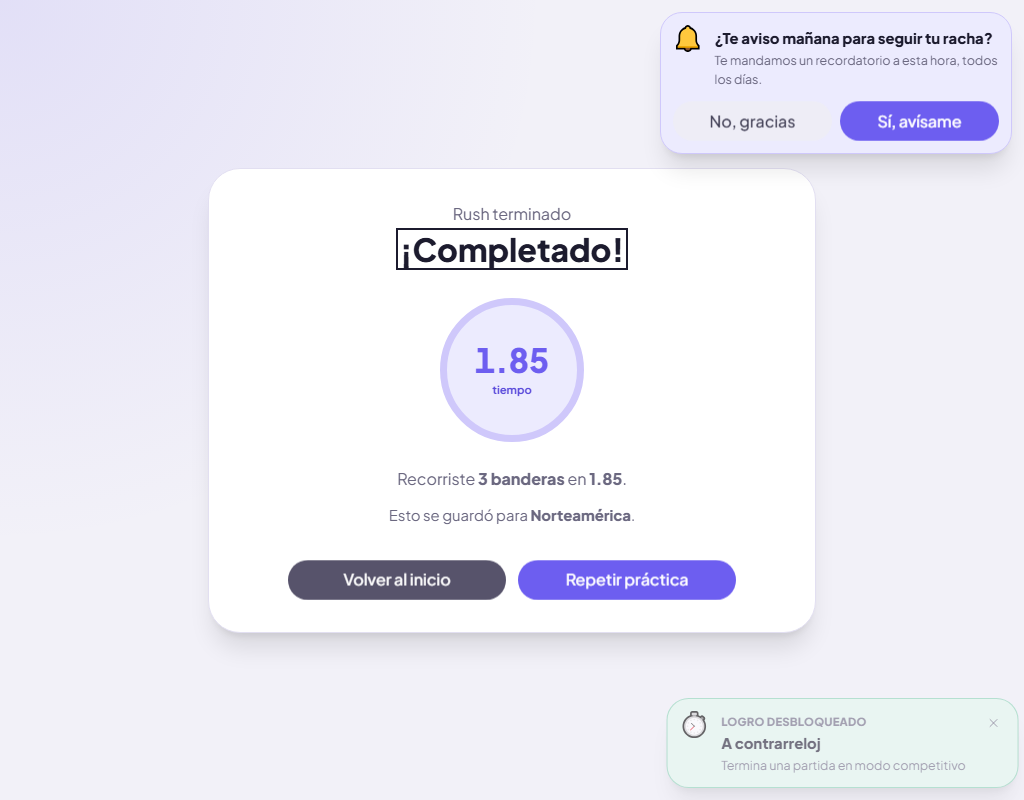 ¿Te aviso mañana para seguir tu racha?
Te mandamos un recordatorio a esta hora, todos
los días.
No, gracias
Sí, avísame
Rush terminado
¡Completado!
1.85
tiempo
Recorriste 3 banderas en 1.85.
Esto se guardó para Norteamérica.
Volver al inicio
Repetir práctica
LOGRO DESBLOQUEADO
A contrarreloj
Termina una partida en modo competitivo